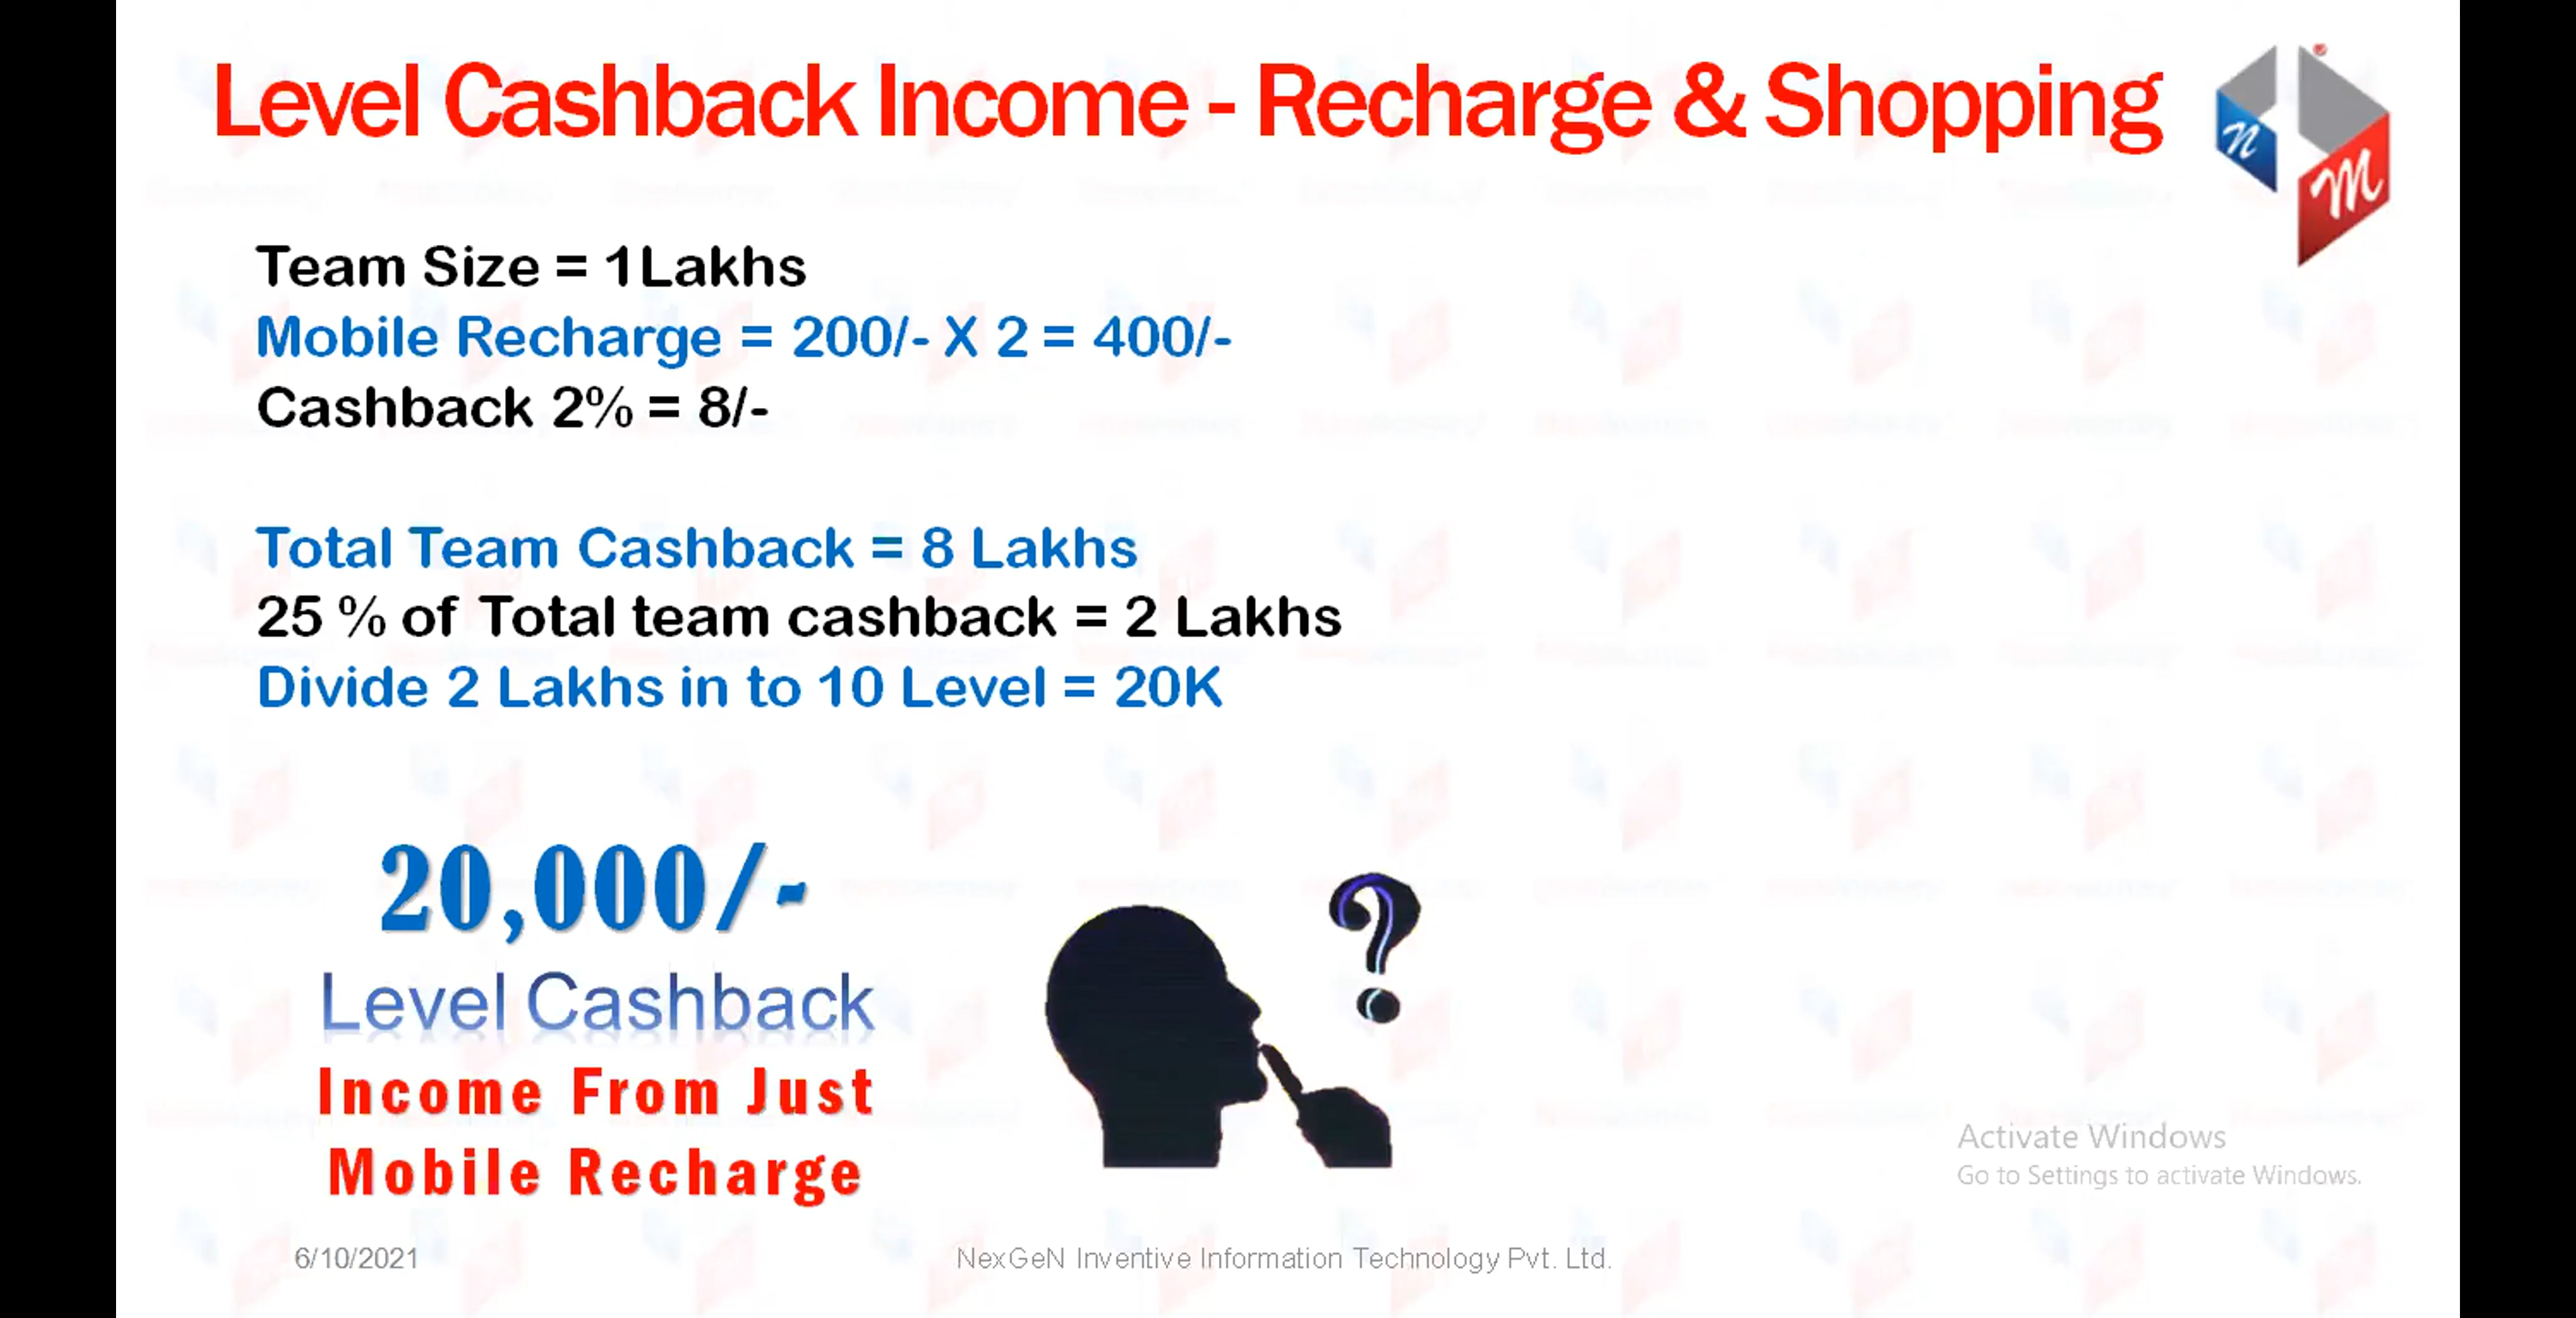 Level Cashback Income - Recharge & Shopping
n
m
Team Size = 1Lakhs
Mobile Recharge = 200/- X 2 = 400/-
Cashback 2% = 8/-
Total Team Cashback = 8 Lakhs
25 % of Total team cashback = 2 Lakhs
Divide 2 Lakhs in to 10 Level = 20K
20,000/-
Level Cashback
Income From Just
Mobile Recharge
?
Activate Windows
Go to Settings to activate Windows.
6/10/2021
NexGeN Inventive Information Technology Pvt. Ltd.